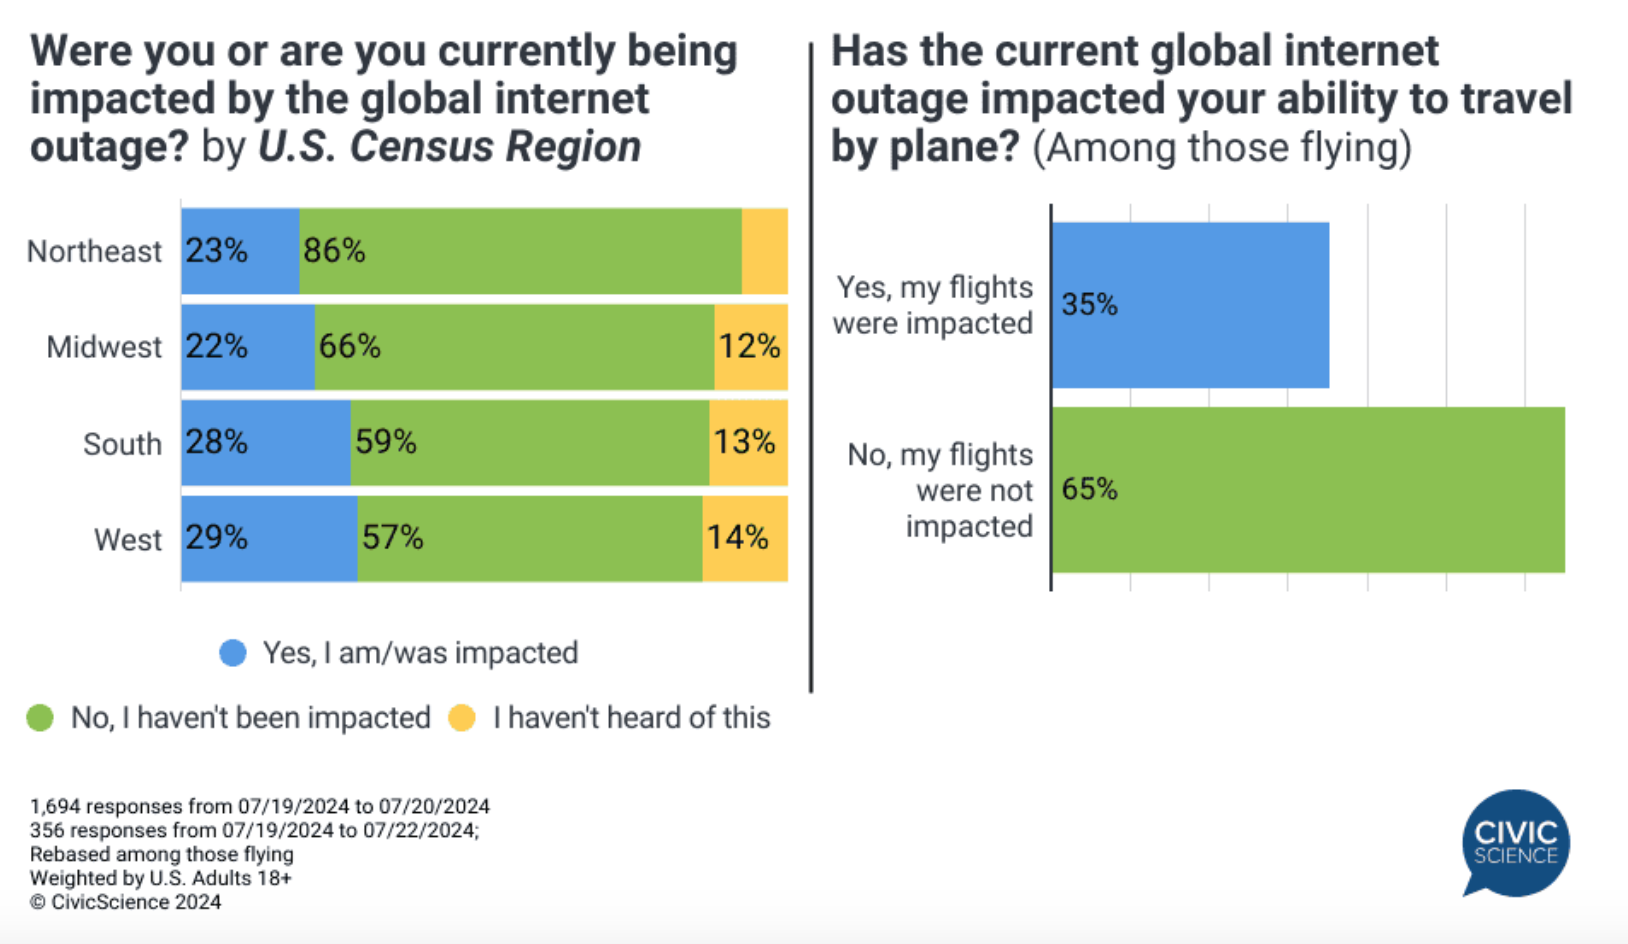 Were you or are you currently being
impacted by the global internet
outage? by U.S. Census Region
Northeast 23% 86%
Midwest 22% 66% 12%
South 28% 59% 13%
West 29% 57% 14%
Yes, I am/was impacted
No, I haven't been impacted I haven't heard of this
Has the current global internet
outage impacted your ability to travel
by plane? (Among those flying)
Yes, my flights
were impacted
35%
No, my flights
were not
impacted
65%
1,694 responses from 07/19/2024 to 07/20/2024
356 responses from 07/19/2024 to 07/22/2024;
Rebased among those flying
Weighted by U.S. Adults 18+
© CivicScience 2024
CIVIC
SCIENCE